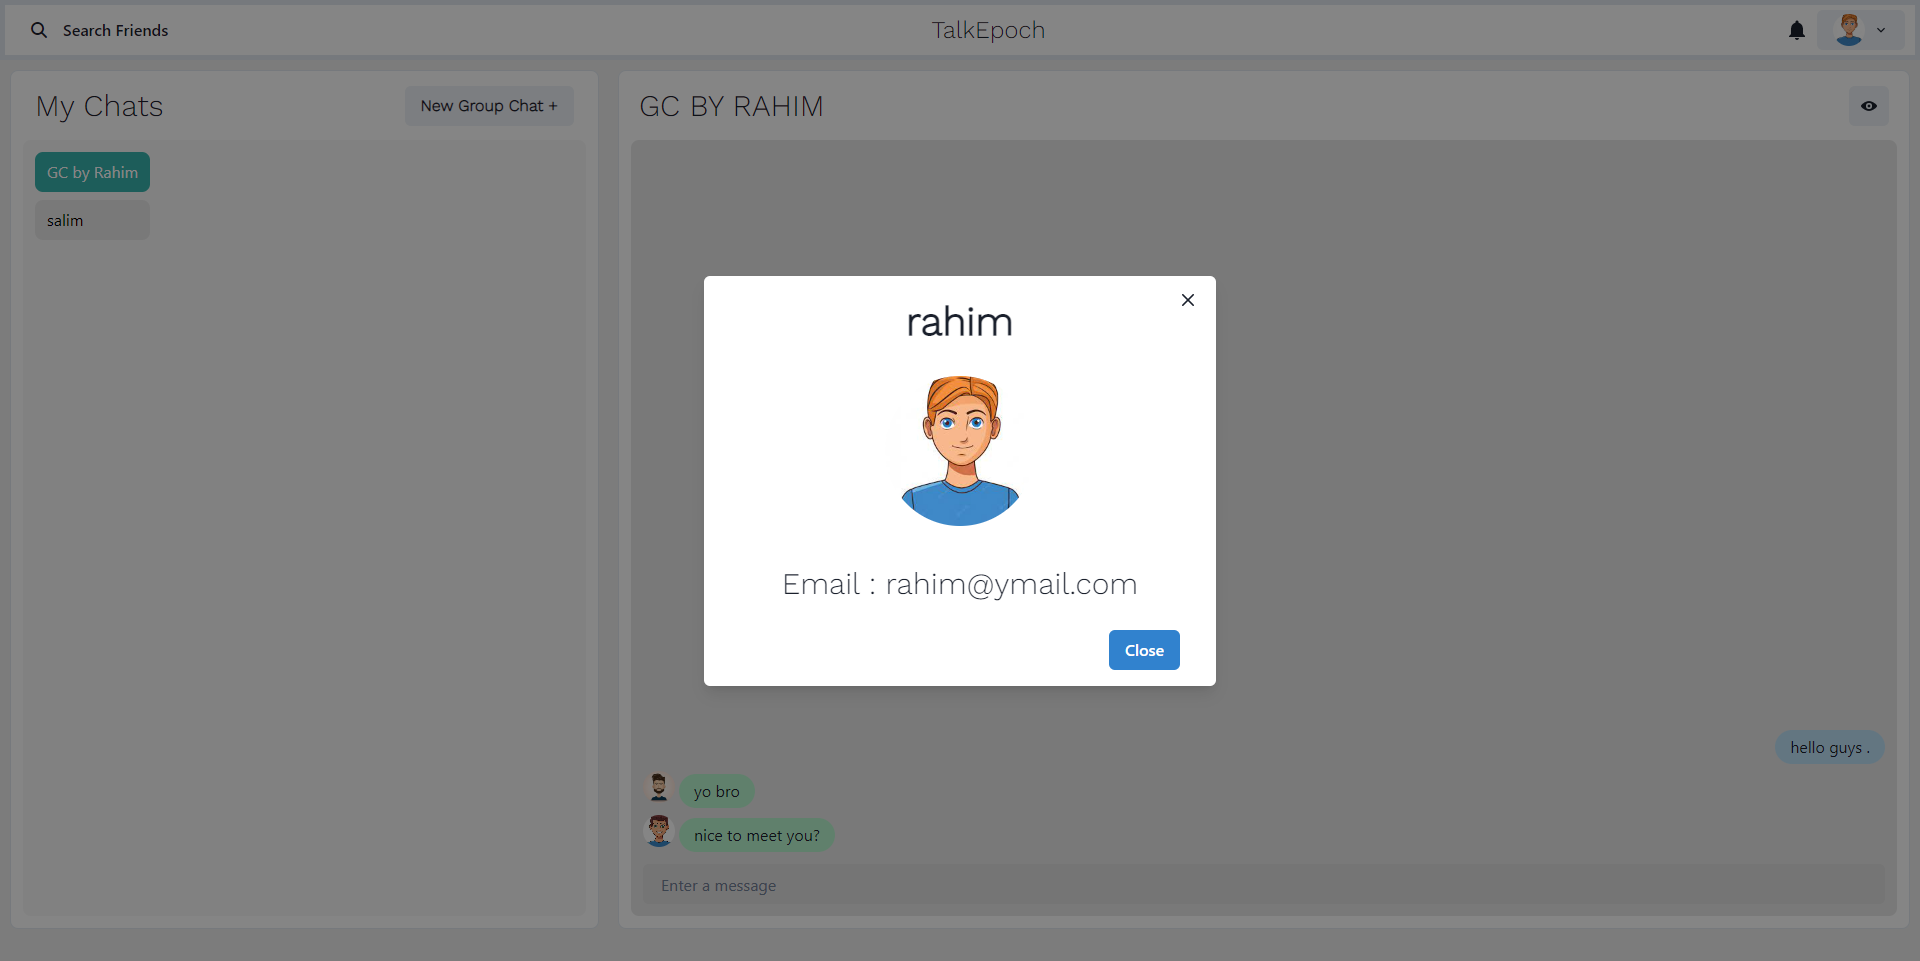 Search Friends
TalkEpoch
My Chats
New Group Chat +
GC by Rahim
salim
GC BY RAHIM
rahim
Email : rahim@ymail.com
Close
hello guys .
yo bro
nice to meet you?
Enter a message